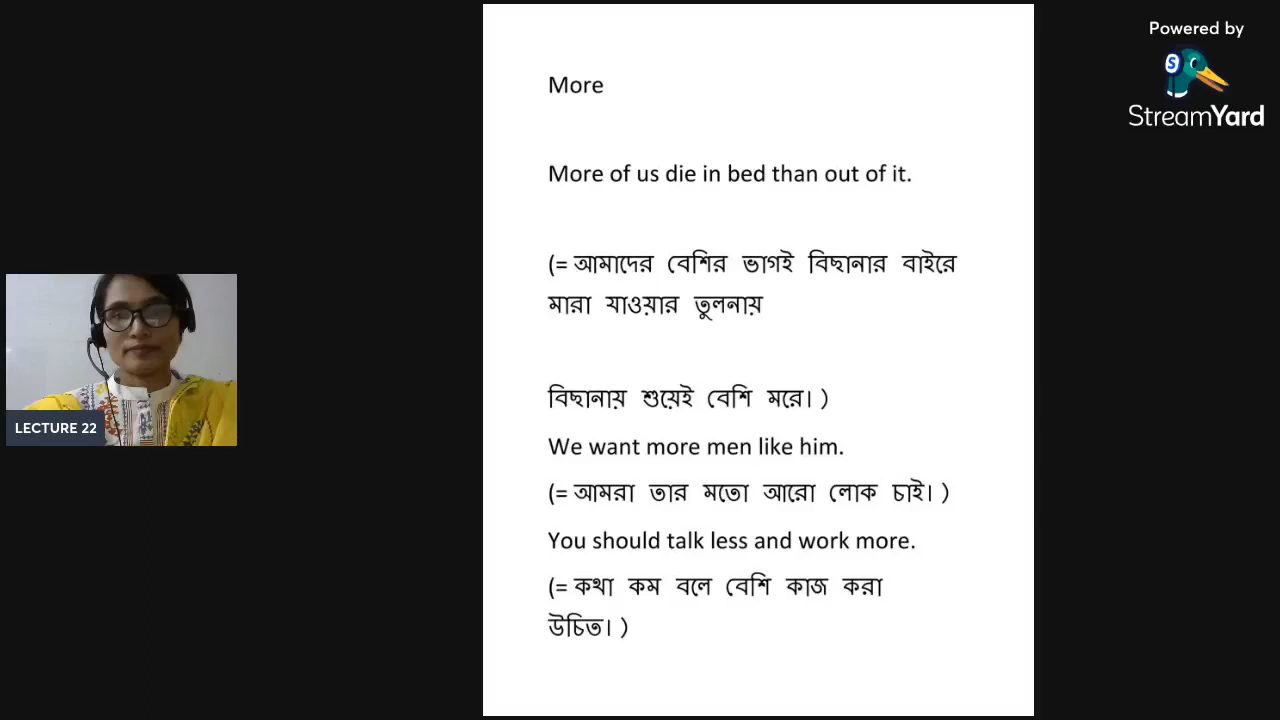 Powered by
StreamYard
More
More of us die in bed than out of it.
(= আমাদের বেশির ভাগই বিছানার বাইরে
মারা যাওয়ার তুলনায়
বিছানায় শুয়েই বেশি মরে। )
We want more men like him.
(= আমরা তার মতো আরো লোক চাই। )
You should talk less and work more.
(= কথা কম বলে বেশি কাজ করা
উচিত। )
LECTURE 22